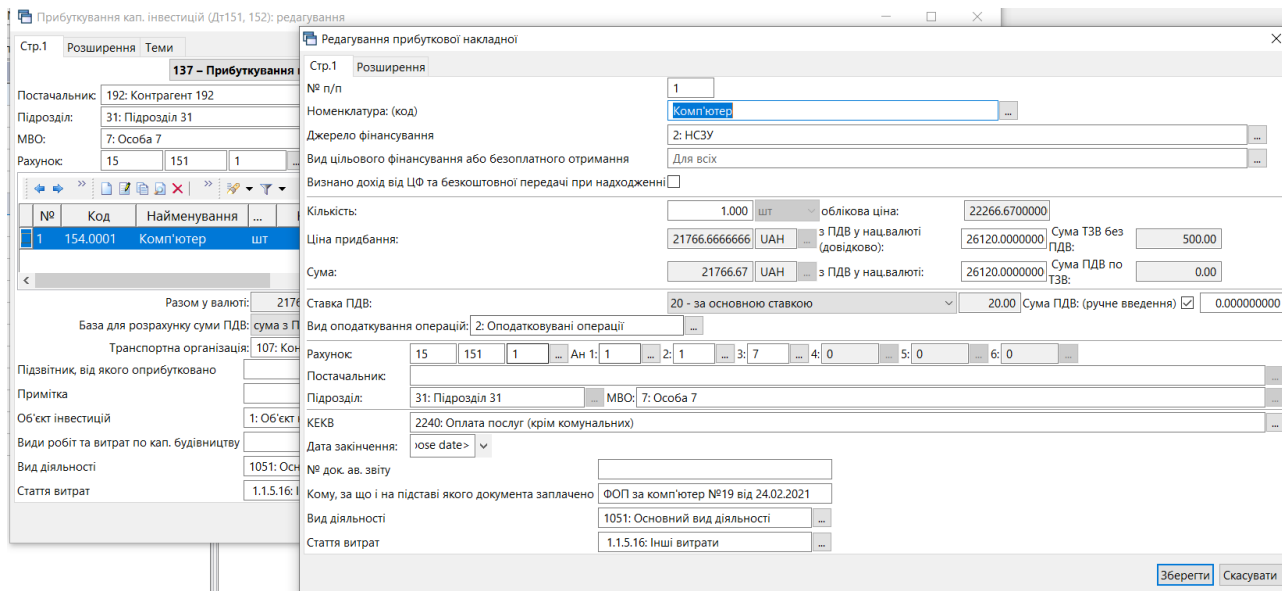 Прибуткування кап. інвестицій (Дт151, 152): редагування
Стр.1 Розширення Теми
137 – Прибуткування
Постачальник: 192: Контрагент 192
Підрозділ: 31: Підрозділ 31
МВО: 7: Особа 7
Рахунок: 15 151 1 ...
№ Код Найменування ...
1 154.0001 Комп'ютер шт
Разом у валюті: 2176
База для розрахунку суми ПДВ: сума з П
Транспортна організація: 107: Кон
Підзвітник, від якого оприбутковано
Примітка
Об'єкт інвестицій 1: Об'єкт
Види робіт та витрат по кап. будівництву
Вид діяльності 1051: Осн
Стаття витрат 1.1.5.16: І
Редагування прибуткової накладної
Стр.1 Розширення
№ п/п 1
Номенклатура: (код) Комп'ютер ...
Джерело фінансування 2: НСЗУ ...
Вид цільового фінансування або безоплатного отримання Для всіх ...
Визнано дохід від ЦФ та безкоштовної передачі при надходженні
Кількість: 1.000 шт облікова ціна: 22266.6700000
Ціна придбання: 21766.6666666 UAH ... з ПДВ у нац.валюті (довідково): 26120.0000000 Сума ТЗВ без ПДВ: 500.00
Сума: 21766.67 UAH ... з ПДВ у нац.валюті: 26120.0000000 Сума ПДВ по ТЗВ: 0.00
Ставка ПДВ: 20 - за основною ставкою 20.00 Сума ПДВ: (ручне введення) 0.000000000
Вид оподаткування операцій: 2: Оподатковувані операції ...
Рахунок: 15 151 1 ... Ан 1: 1 ... 2: 1 ... 3: 7 ... 4: 0 ... 5: 0 ... 6: 0 ...
Постачальник: ...
Підрозділ: 31: Підрозділ 31 ... МВО: 7: Особа 7 ...
КЕКВ 2240: Оплата послуг (крім комунальних) ...
Дата закінчення: ose date>
№ док. ав. звіту
Кому, за що і на підставі якого документа заплачено ФОП за комп'ютер №19 від 24.02.2021
Вид діяльності 1051: Основний вид діяльності ...
Стаття витрат 1.1.5.16: Інші витрати ...
Зберегти Скасувати